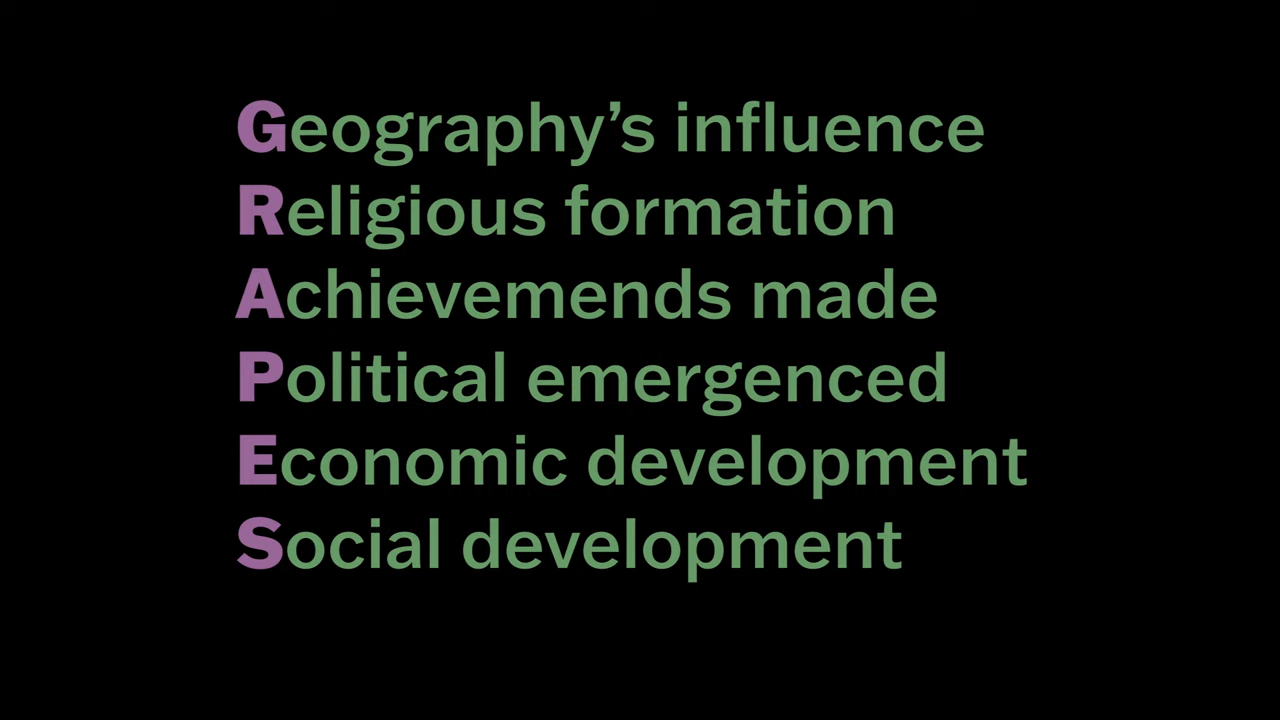 Geography’s influence
Religious formation
Achievemends made
Political emergenced
Economic development
Social development